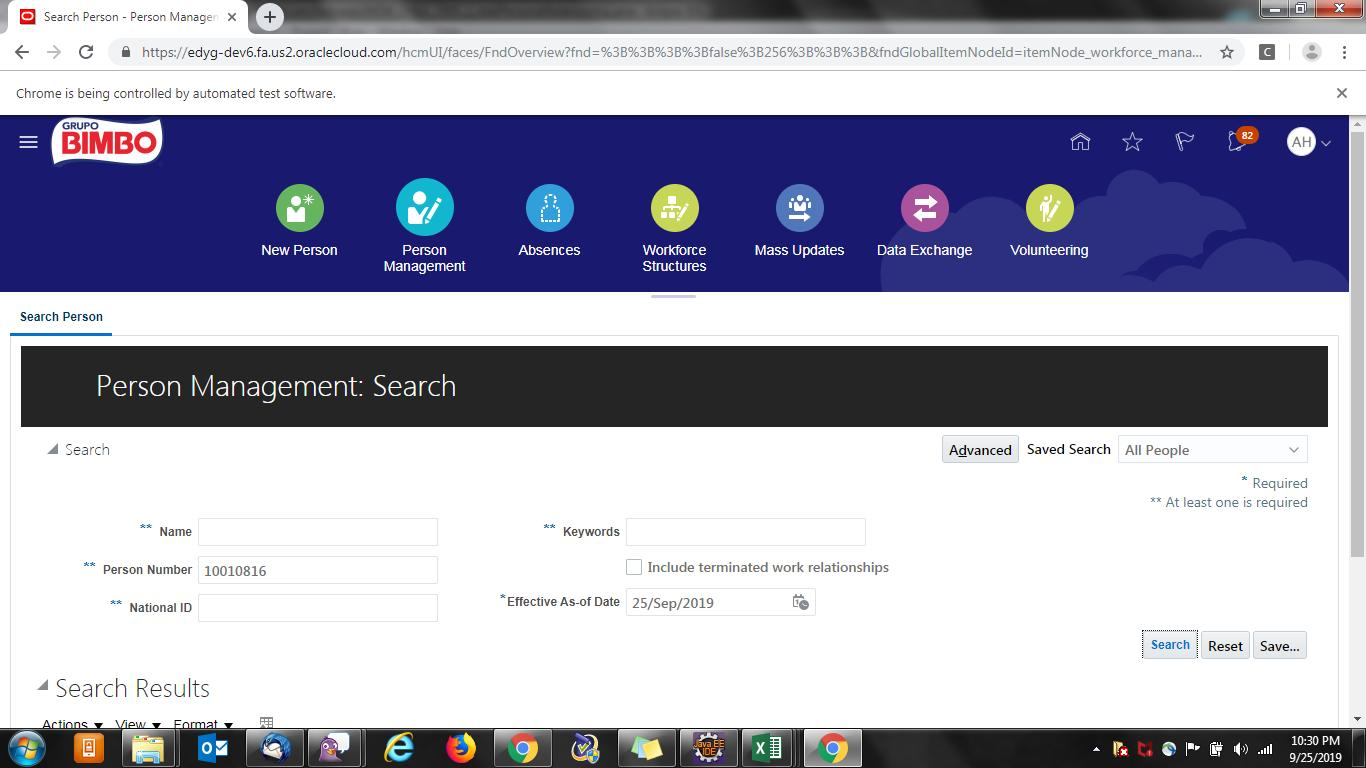 Search Person - Person Managem
https://edyg-dev6.fa.us2.oraclecloud.com/hcmUI/faces/FndOverview?fnd=%3B%3B%3B%3Bfalse%3B256%3B%3B%3B&fndGlobalItemNodeId=itemNode_workforce_mana...
C
Chrome is being controlled by automated test software.
GRUPO
BIMBO
82
AH
New Person
Person Management
Absences
Workforce Structures
Mass Updates
Data Exchange
Volunteering
Search Person
Person Management: Search
Search
Advanced Saved Search All People
* Required
** At least one is required
** Name
** Keywords
** Person Number 10010816
Include terminated work relationships
** National ID
*Effective As-of Date 25/Sep/2019
Search Reset Save...
Search Results
Actions View Format
Java EE
IDE
10:30 PM
9/25/2019